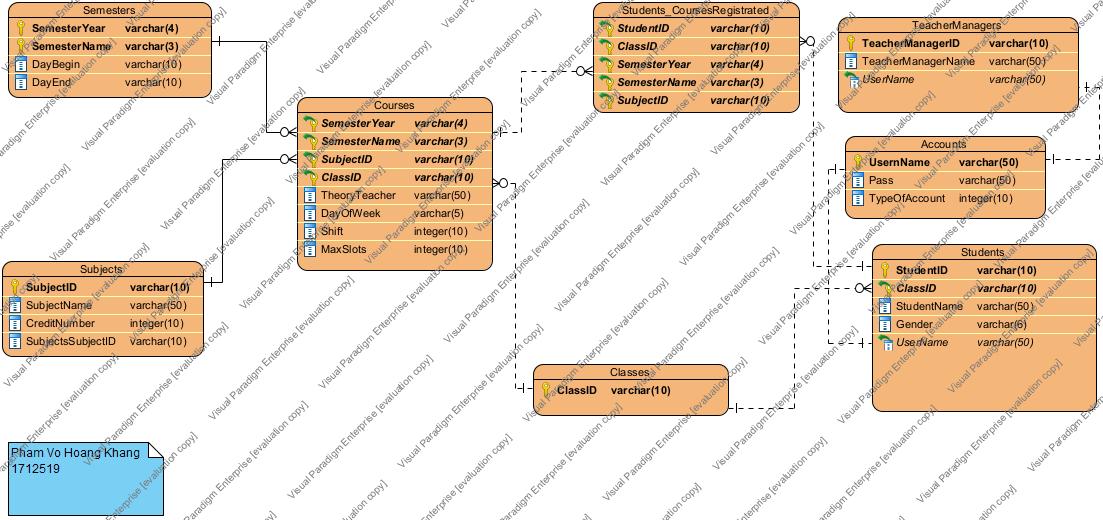 Semesters
SemesterYear varchar(4)
SemesterName varchar(3)
DayBegin varchar(10)
DayEnd varchar(10)
Courses
SemesterYear varchar(4)
SemesterName varchar(3)
SubjectID varchar(10)
ClassID varchar(10)
TheoryTeacher varchar(50)
DayOfWeek varchar(5)
Shift integer(10)
MaxSlots integer(10)
Subjects
SubjectID varchar(10)
SubjectName varchar(50)
CreditNumber integer(10)
SubjectsSubjectID varchar(10)
Students_CoursesRegistrated
StudentID varchar(10)
ClassID varchar(10)
SemesterYear varchar(4)
SemesterName varchar(3)
SubjectID varchar(10)
TeacherManagers
TeacherManagerID varchar(10)
TeacherManagerName varchar(50)
UserName varchar(50)
Accounts
UsernName varchar(50)
Pass varchar(50)
TypeOfAccount integer(10)
Students
StudentID varchar(10)
ClassID varchar(10)
StudentName varchar(50)
Gender varchar(6)
UserName varchar(50)
Classes
ClassID varchar(10)
Pham Vo Hoang Khang
1712519
Visual Paradigm Enterprise [evaluation copy]